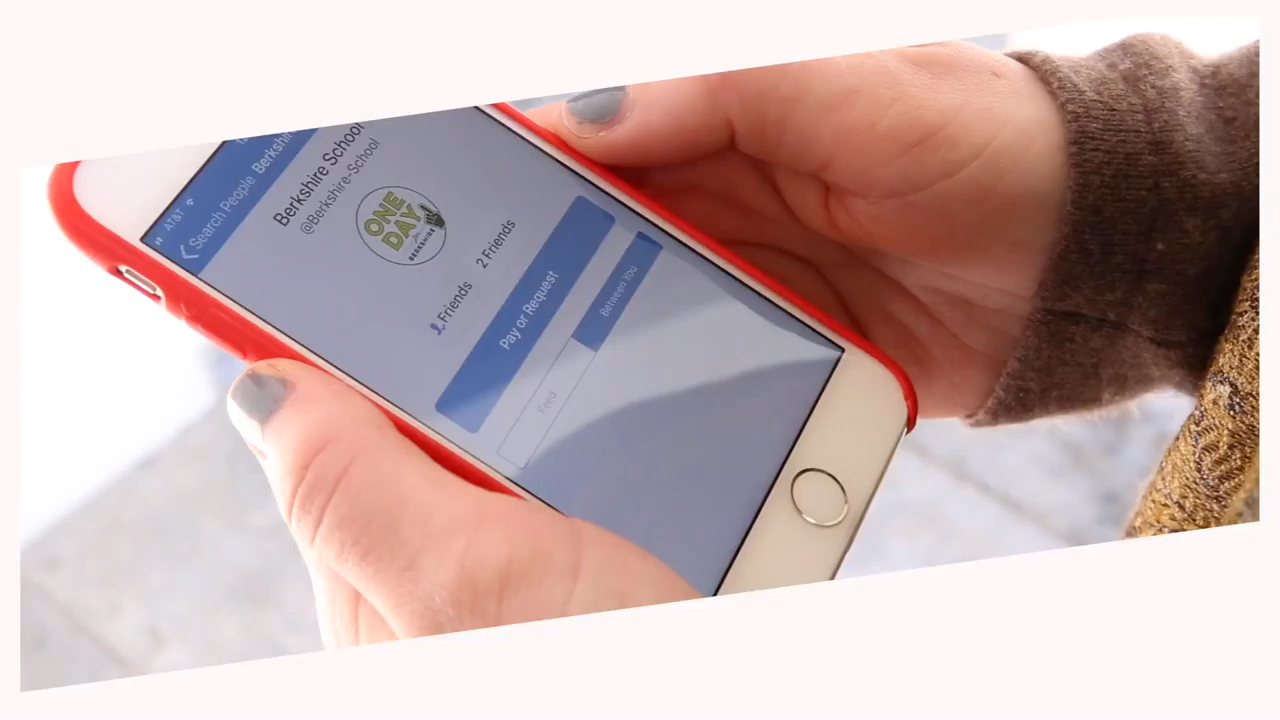 AT&T
Search People
Berkshire School
@Berkshire-School
ONE
DAY
for
BERKSHIRE
Friends
2 Friends
Pay or Request
Feed
Between You